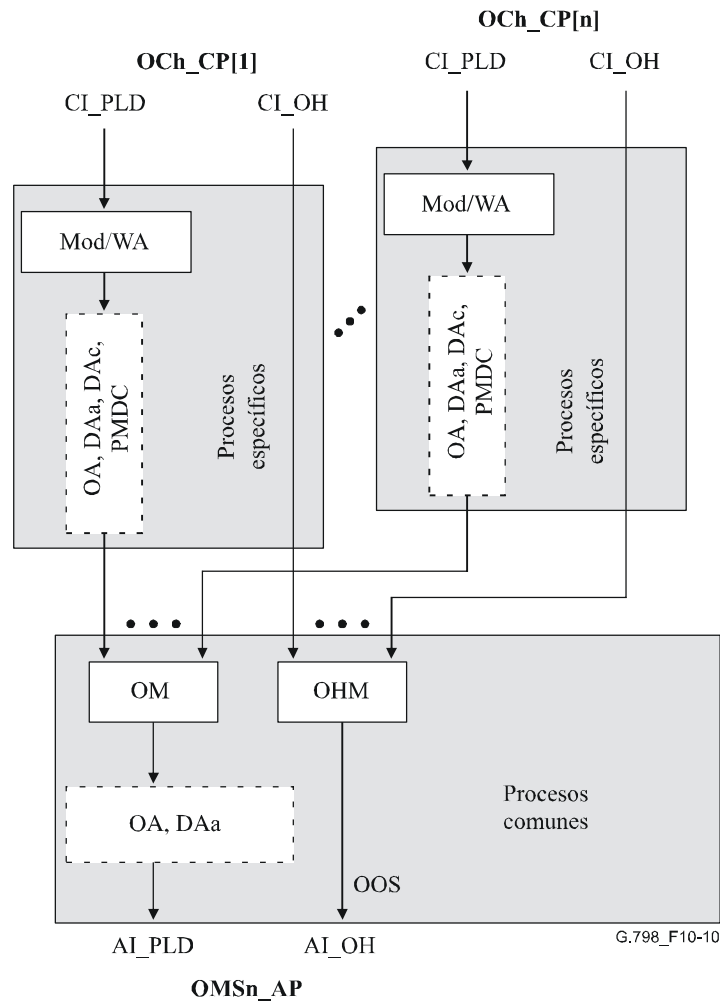 OCh_CP[n]
OCh_CP[1]
CI_PLD CI_OH
CI_PLD CI_OH
Mod/WA
Mod/WA
OA, DAa, DAc,
PMDC
Procesos
específicos
OA, DAa, DAc,
PMDC
Procesos
específicos
OM
OHM
OA, DAa
Procesos
comunes
OOS
AI_PLD AI_OH
G.798_F10-10
OMSn_AP